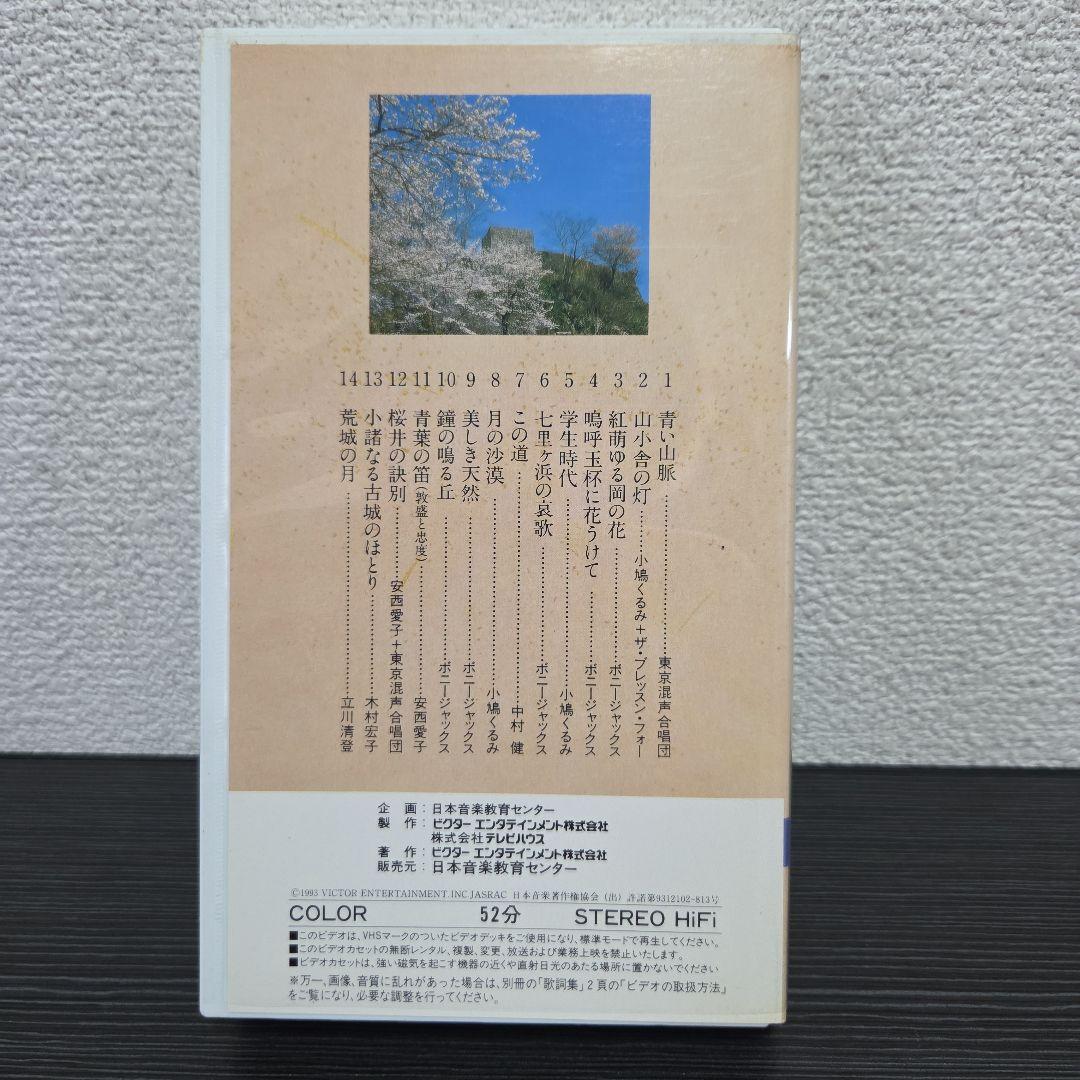 1 青い山脈………東京混声合唱団
2 山小舎の灯………小鳩くるみ＋ザ・ブレッスン・フォー
3 紅萌ゆる岡の花………ボニージャックス
4 嗚呼玉杯に花うけて………ボニージャックス
5 学生時代………小鳩くるみ
6 七里ヶ浜の哀歌………ボニージャックス
7 この道………中村 健
8 月の沙漠………小鳩くるみ
9 美しき天然………ボニージャックス
10 鐘の鳴る丘………ボニージャックス
11 青葉の笛（敦盛と忠度）………安西愛子
12 桜井の訣別………安西愛子＋東京混声合唱団
13 小諸なる古城のほとり………木村宏子
14 荒城の月………立川清登
企 画：日本音楽教育センター
製 作：ビクター エンタテインメント株式会社
株式会社テレビハウス
著 作：ビクター エンタテインメント株式会社
販売元：日本音楽教育センター
©1993 VICTOR ENTERTAINMENT.INC.JASRAC 日本音楽著作権協会（出）許諾第9312102-813号
COLOR 52分 STEREO HiFi
■このビデオは、VHSマークのついたビデオデッキをご使用になり、標準モードで再生してください。
■このビデオカセットの無断レンタル、複製、変更、放送および業務上映を禁止いたします。
■ビデオカセットは、強い磁気を起こす機器の近くや直射日光のあたる場所に置かないでください
※万一、画像、音質に乱れがあった場合は、別冊の「歌詞集」2頁の「ビデオの取扱方法」
をご覧になり、必要な調整を行ってください。